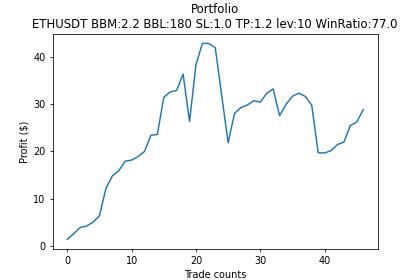 Portfolio
ETHUSDT BBM:2.2 BBL:180 SL:1.0 TP:1.2 lev:10 WinRatio:77.0
40
30
20
10
0
Profit ($)
0
10
20
30
40
Trade counts